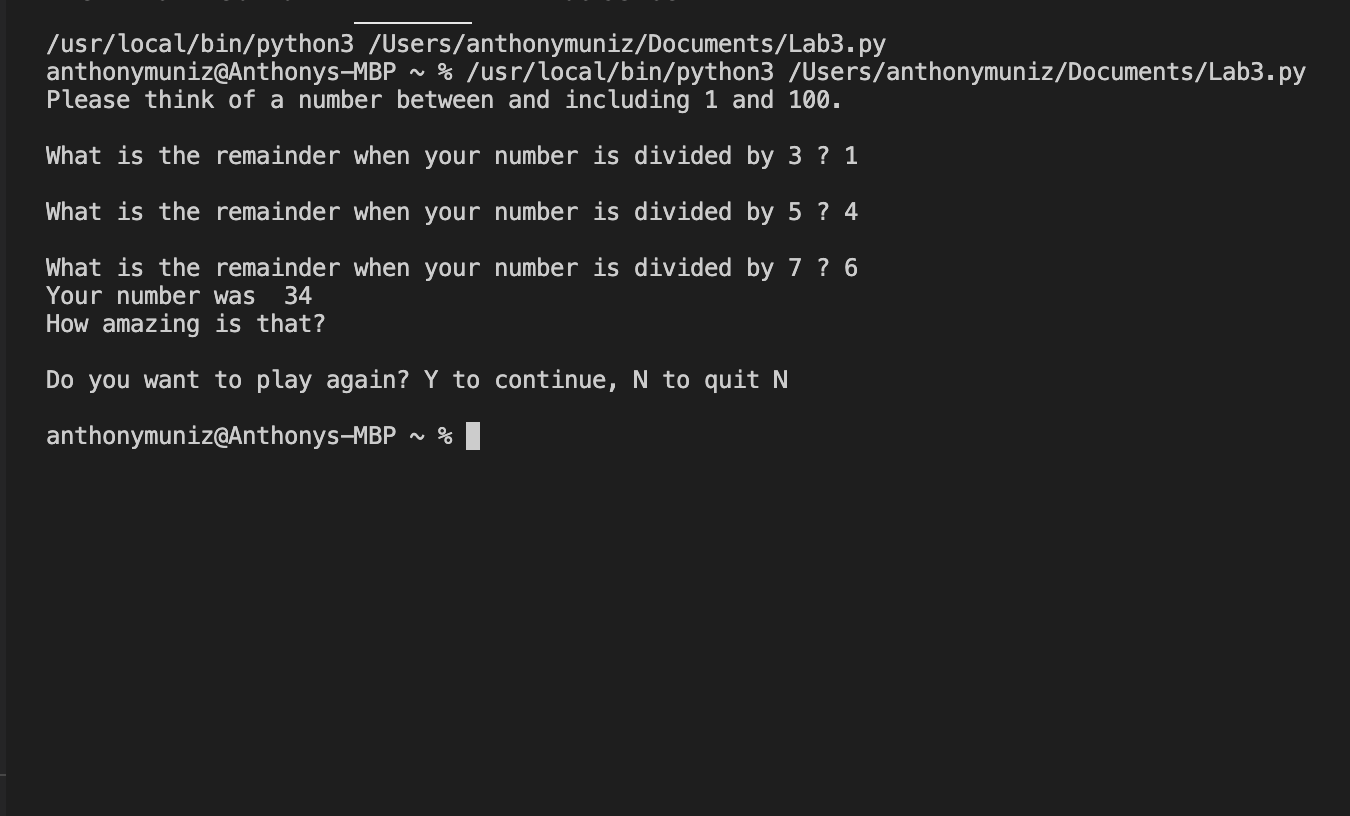 /usr/local/bin/python3 /Users/anthonymuniz/Documents/Lab3.py
anthonymuniz@Anthonys-MBP ~ % /usr/local/bin/python3 /Users/anthonymuniz/Documents/Lab3.py
Please think of a number between and including 1 and 100.
What is the remainder when your number is divided by 3 ? 1
What is the remainder when your number is divided by 5 ? 4
What is the remainder when your number is divided by 7 ? 6
Your number was  34
How amazing is that?
Do you want to play again? Y to continue, N to quit N
anthonymuniz@Anthonys-MBP ~ %